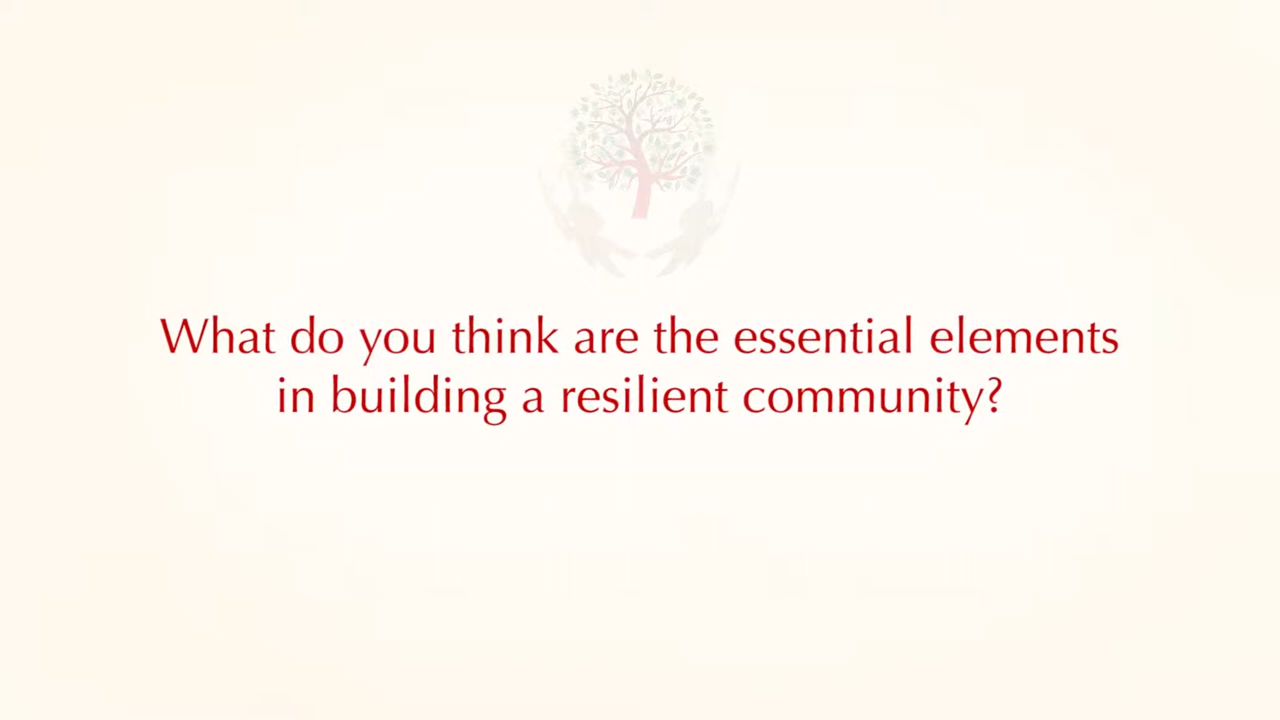 What do you think are the essential elements
in building a resilient community?